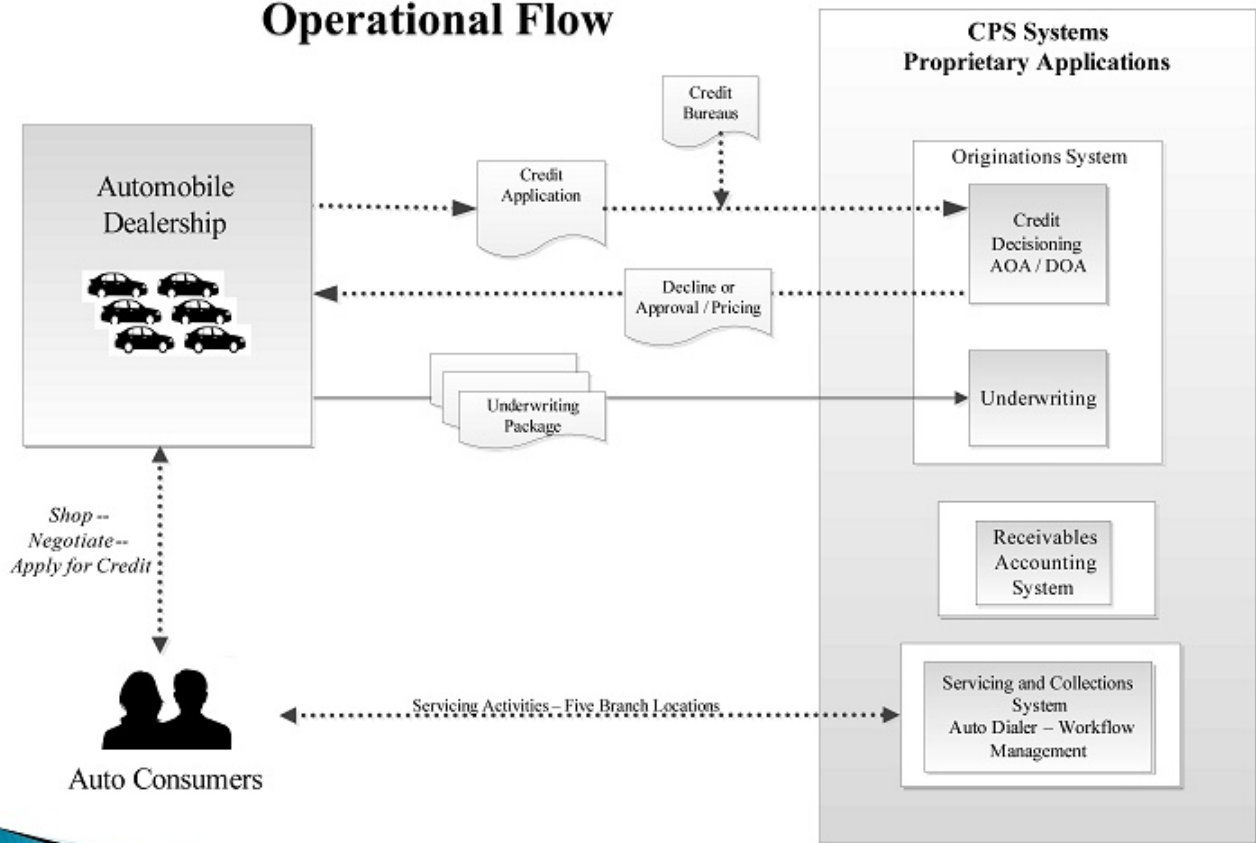 Operational Flow
CPS Systems
Proprietary Applications
Credit
Bureaus
Originations System
Automobile
Dealership
Credit
Application
Credit
Decisioning
AOA / DOA
Decline or
Approval / Pricing
Underwriting
Package
Underwriting
Shop --
Negotiate--
Apply for Credit
Receivables
Accounting
System
Servicing Activities – Five Branch Locations
Servicing and Collections
System
Auto Dialer – Workflow
Management
Auto Consumers